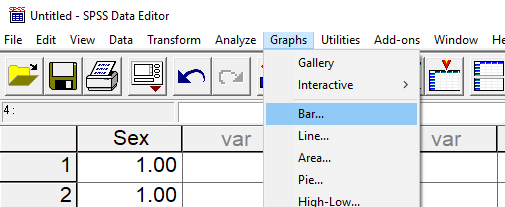 Untitled - SPSS Data Editor
File Edit View Data Transform Analyze Graphs Utilities Add-ons Window He
Gallery
Interactive
4 :
Bar...
Sex var var
Line...
1 1.00
Area...
Pie...
2 1.00
High-Low...